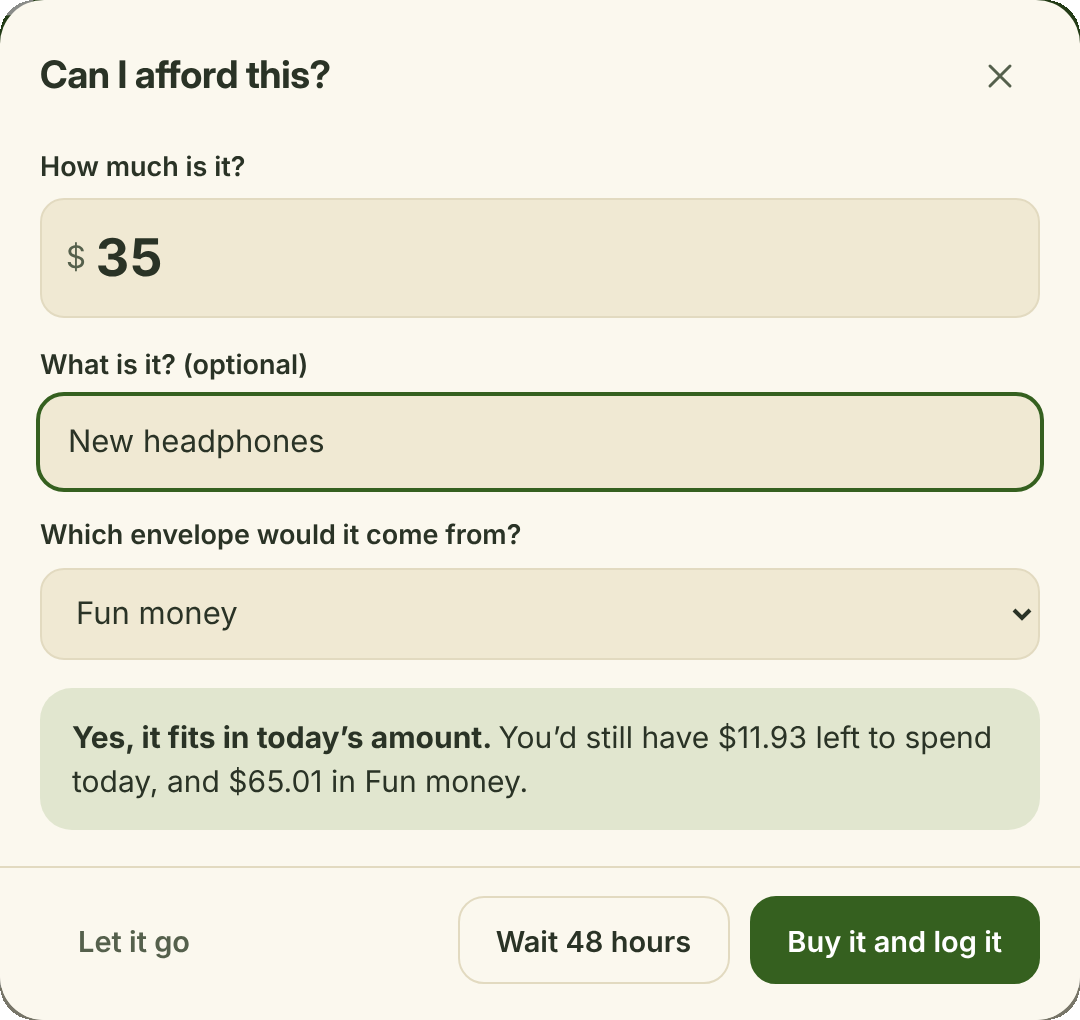 Can I afford this?
How much is it?
$ 35
What is it? (optional)
New headphones
Which envelope would it come from?
Fun money
Yes, it fits in today’s amount. You’d still have $11.93 left to spend
today, and $65.01 in Fun money.
Let it go
Wait 48 hours
Buy it and log it